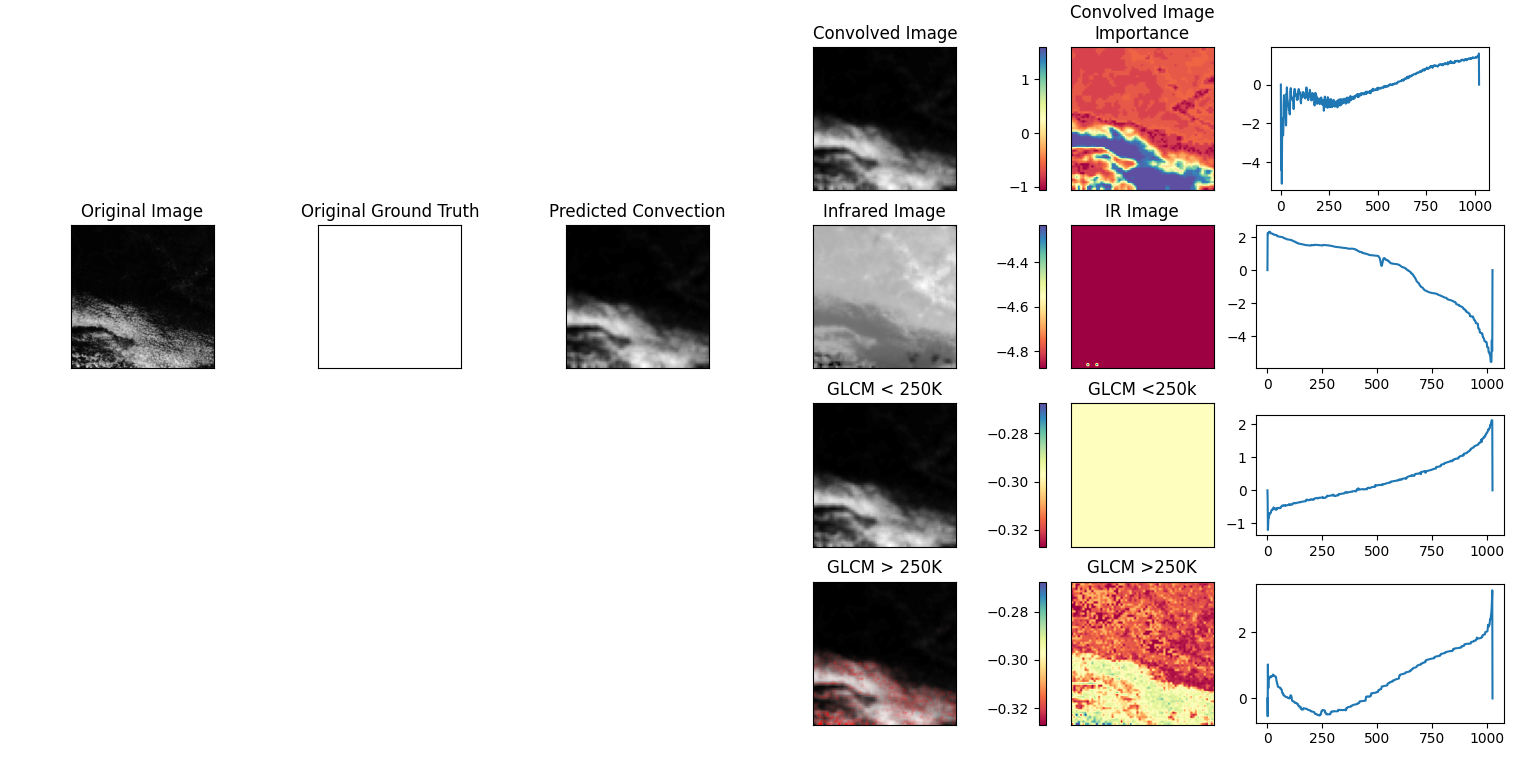 Convolved Image
Convolved Image
Importance
1
0
−1
0
−2
−4
0 250 500 750 1000
Original Image
Original Ground Truth
Predicted Convection
Infrared Image
IR Image
−4.4
−4.6
−4.8
2
0
−2
−4
0 250 500 750 1000
GLCM < 250K
GLCM <250k
−0.28
−0.30
−0.32
2
1
0
−1
0 250 500 750 1000
GLCM > 250K
GLCM >250K
−0.28
−0.30
−0.32
2
0
0 250 500 750 1000